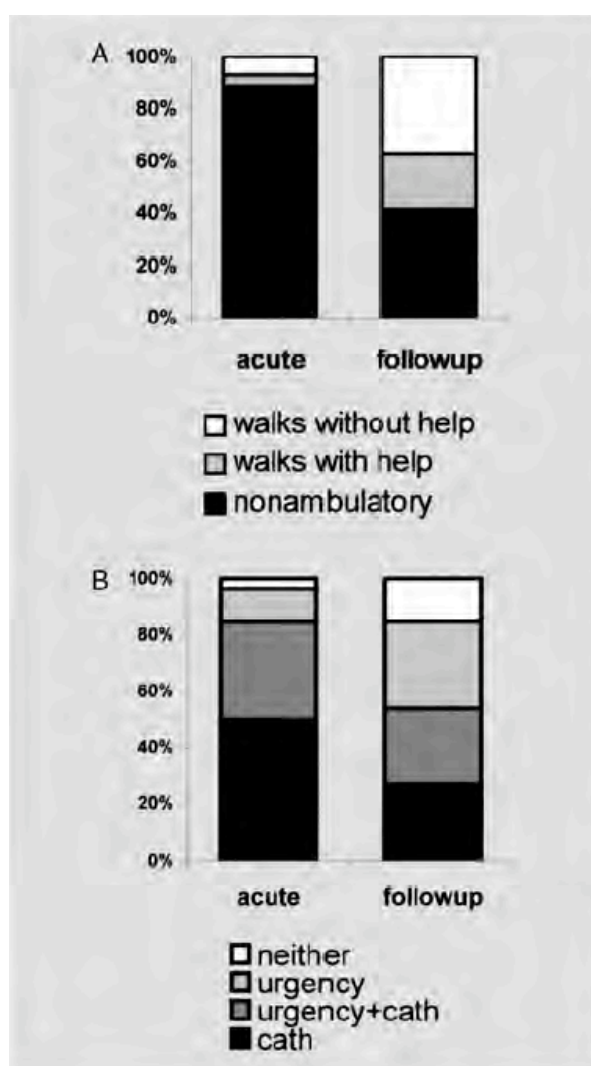 A
100%
80%
60%
40%
20%
0%
acute followup
walks without help
walks with help
nonambulatory
B
100%
80%
60%
40%
20%
0%
acute followup
neither
urgency
urgency+cath
cath